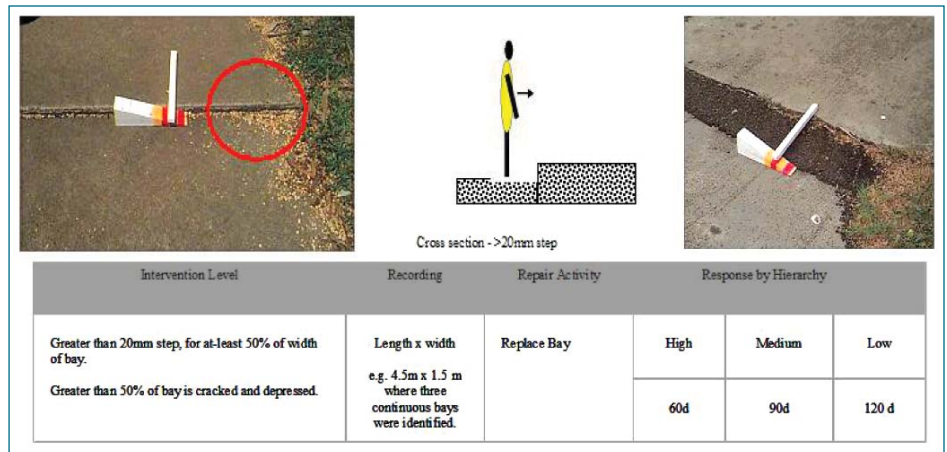 Cross section - >20mm step
Intervention Level
Recording
Repair Activity
Response by Hierarchy
Greater than 20mm step, for at-least 50% of width
of bay.
Greater than 50% of bay is cracked and depressed.
Length x width
e.g. 4.5m x 1.5 m
where three
continuous bays
were identified.
Replace Bay
High
Medium
Low
60d
90d
120 d